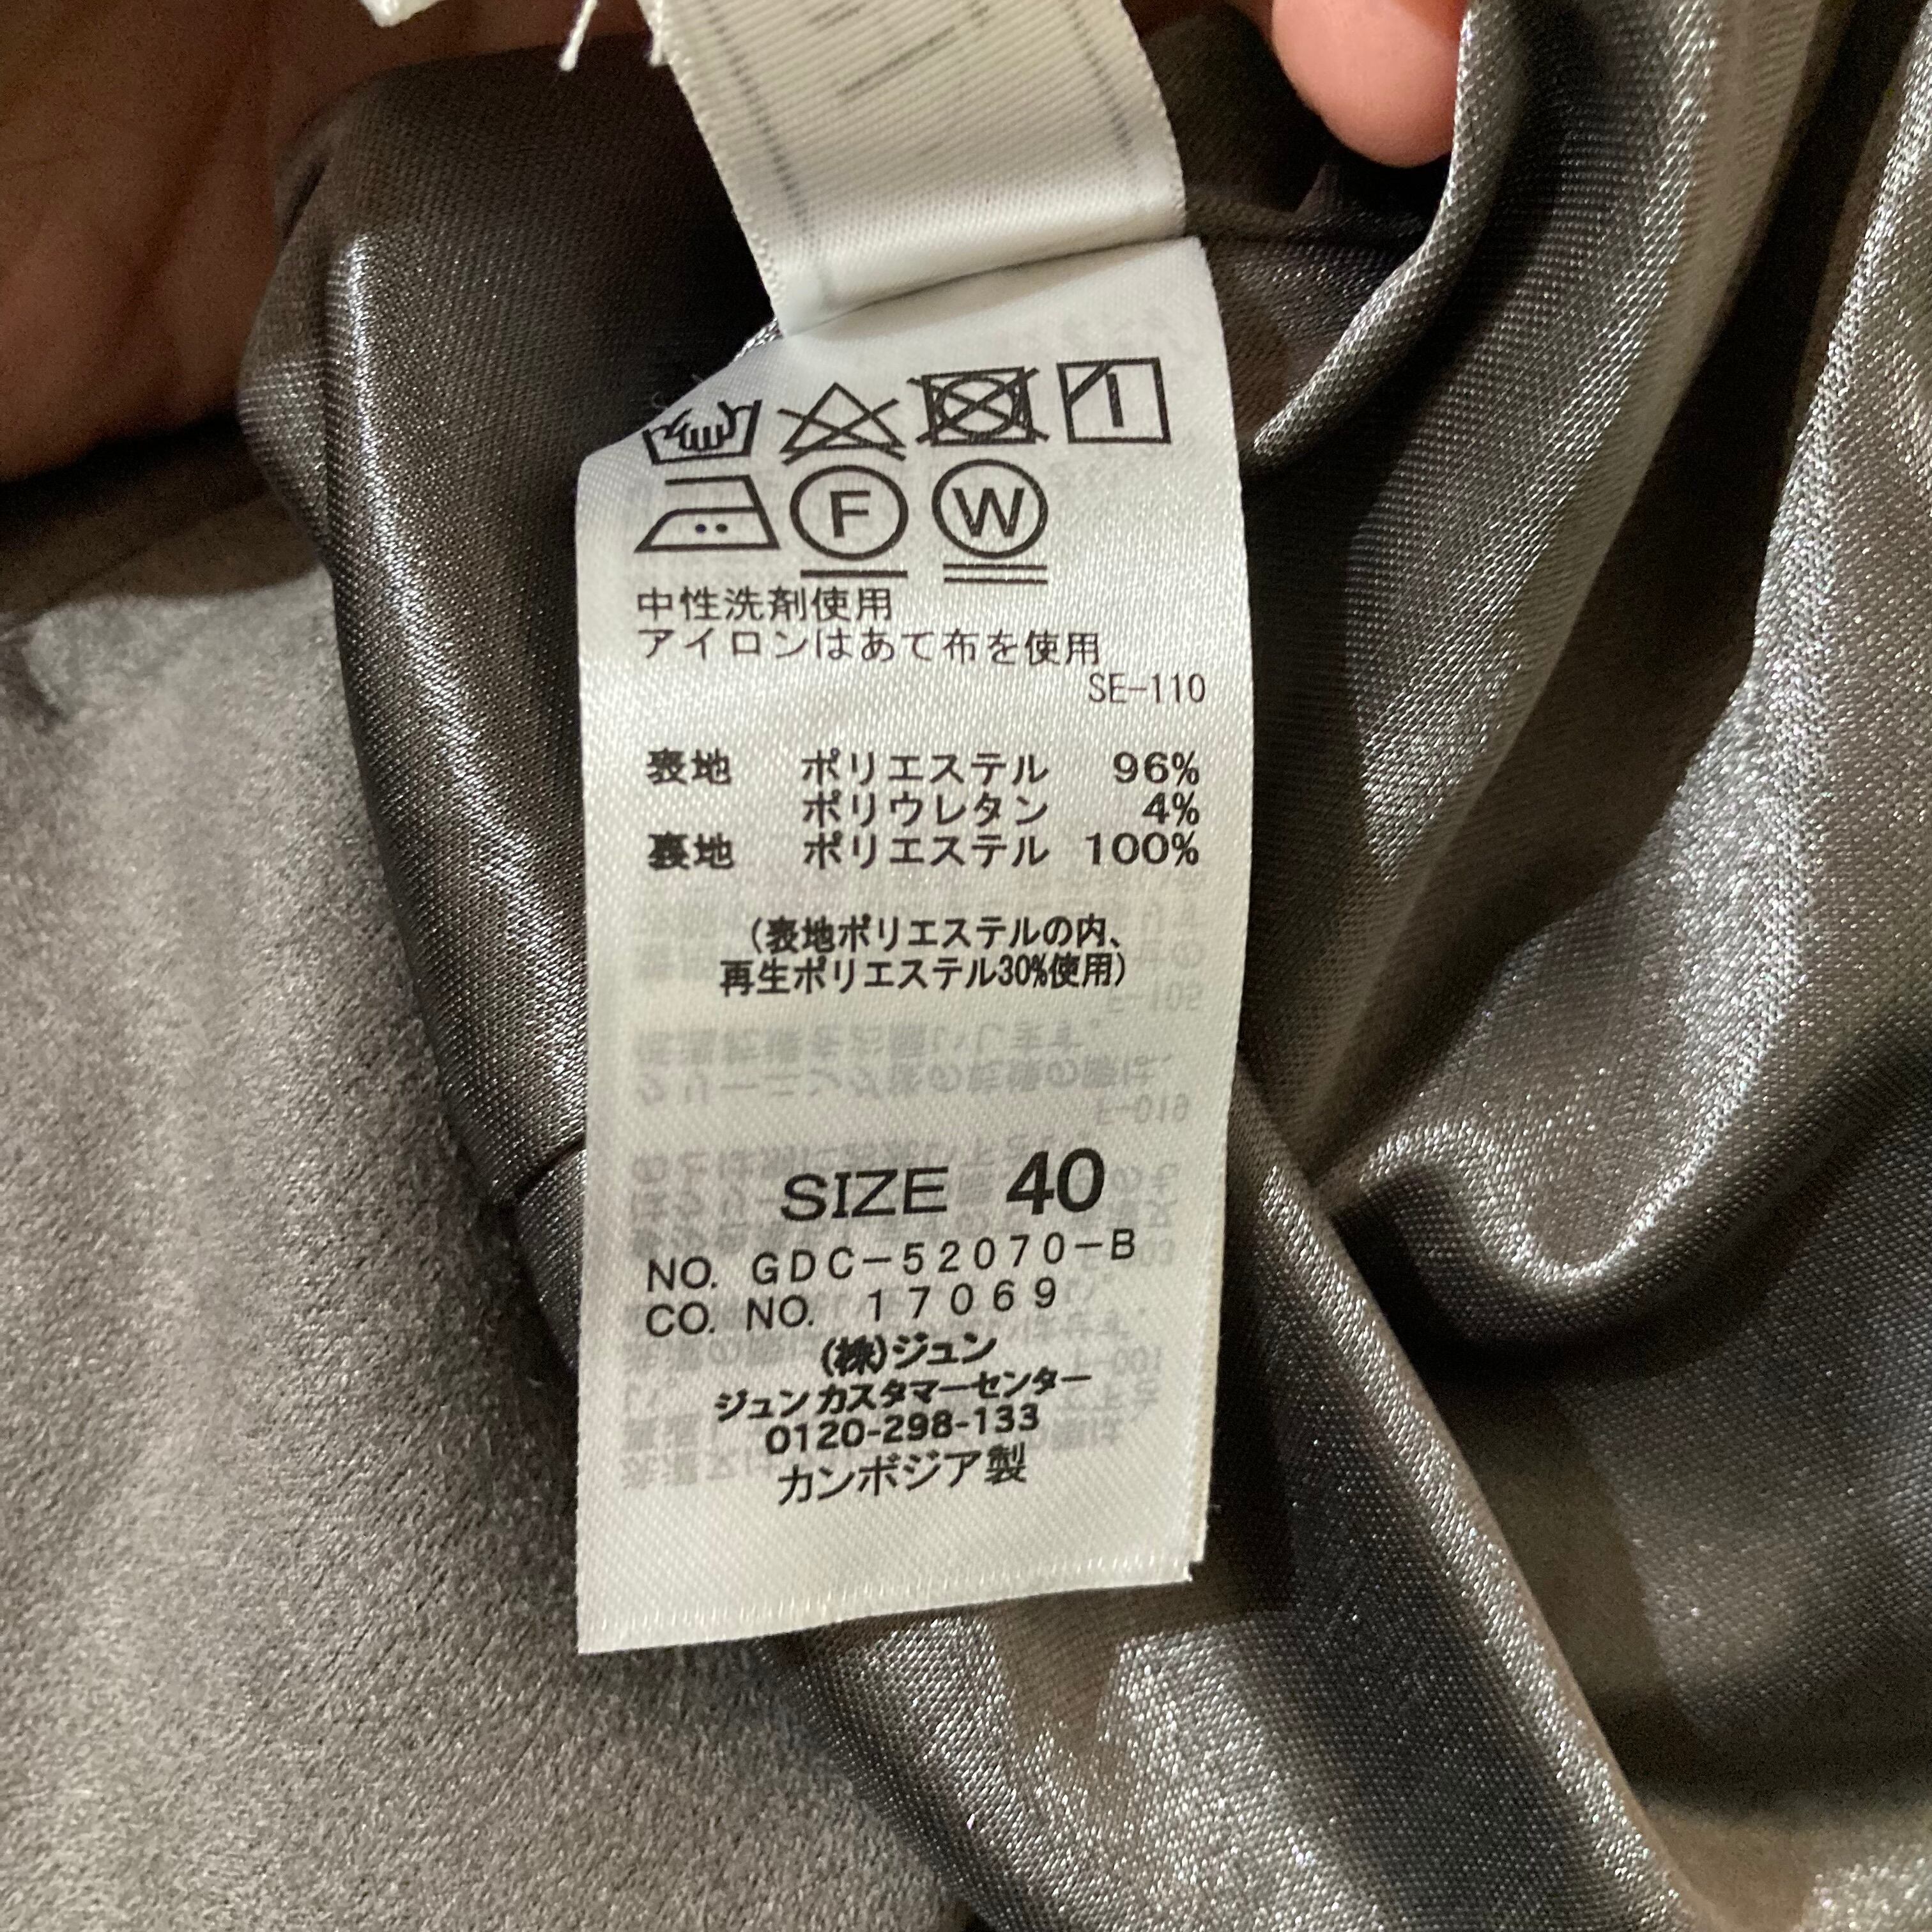 F W
中性洗剤使用
アイロンはあて布を使用
SE-110
表地 ポリエステル 96%
ポリウレタン 4%
裏地 ポリエステル 100%
(表地ポリエステルの内、
再生ポリエステル30%使用)
SIZE 40
NO. GDC-52070-B
CO. NO. 17069
(株)ジュン
ジュンカスタマーセンター
0120-298-133
カンボジア製